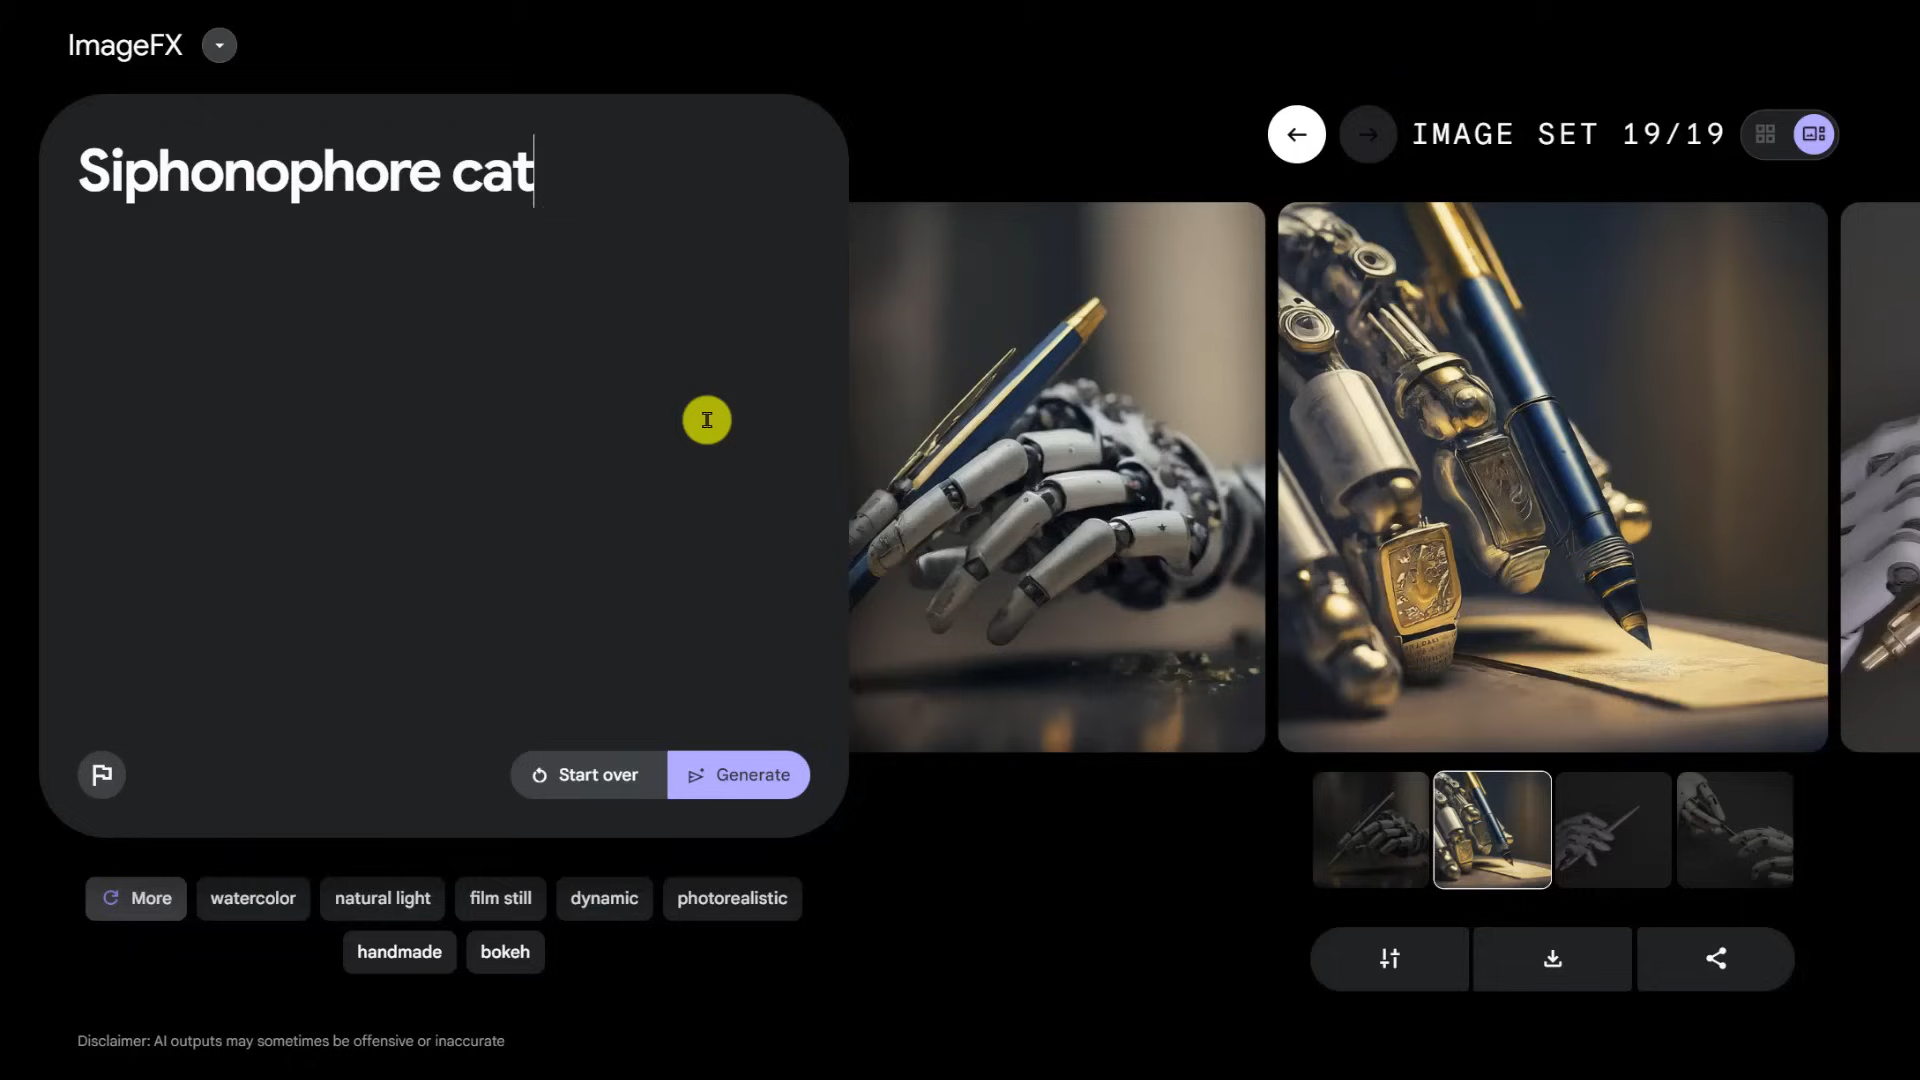 ImageFX
Siphonophore cat
IMAGE SET 19/19
Start over
Generate
More
watercolor
natural light
film still
dynamic
photorealistic
handmade
bokeh
Disclaimer: AI outputs may sometimes be offensive or inaccurate